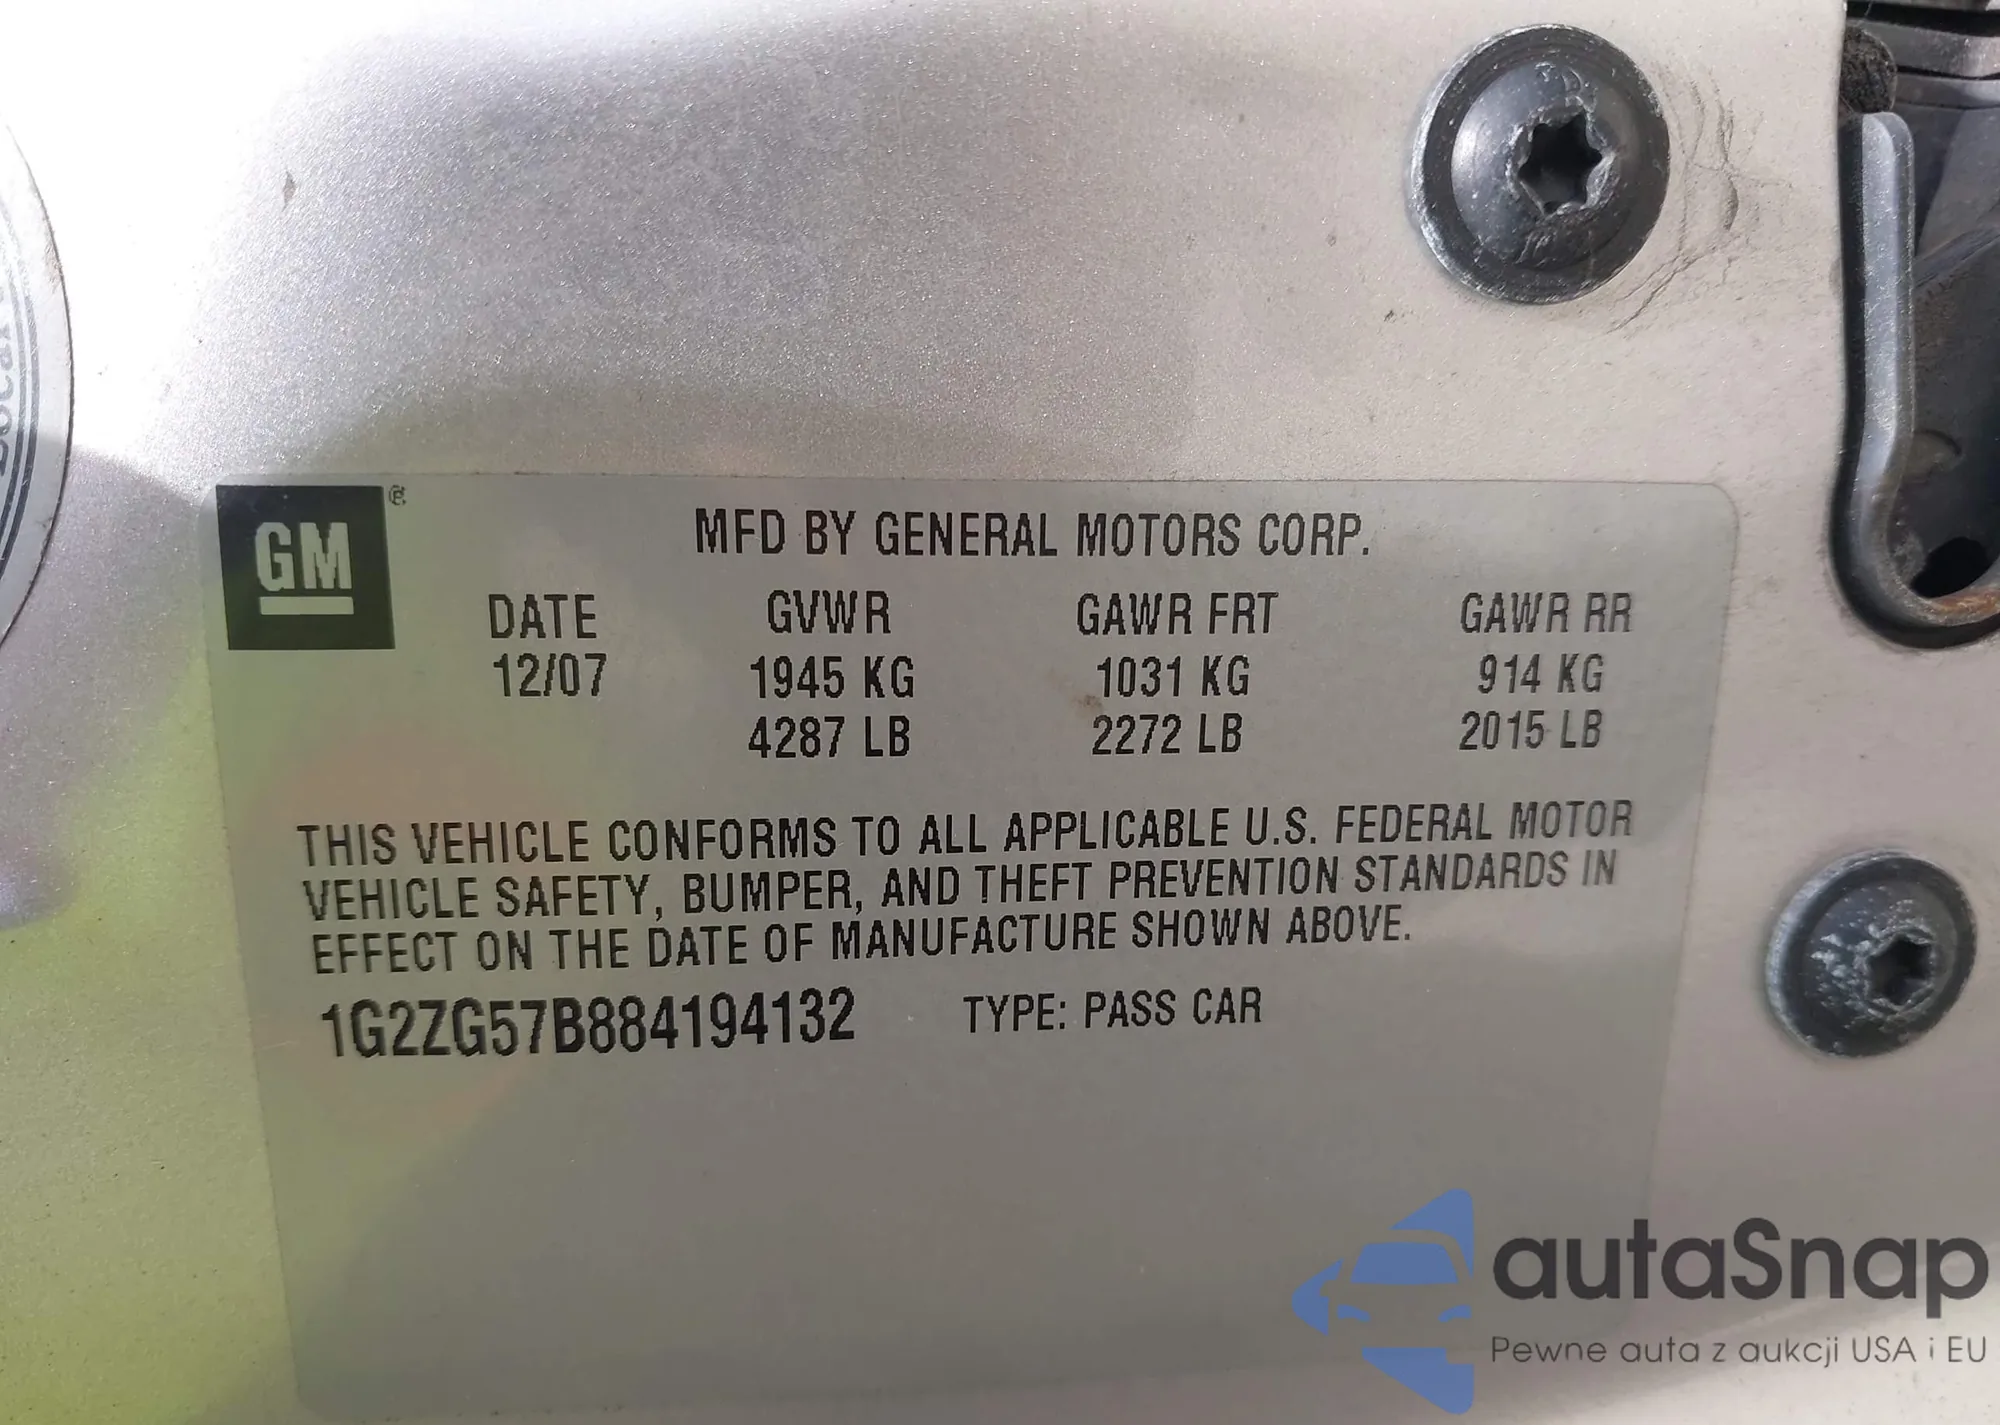 GM ®
MFD BY GENERAL MOTORS CORP.
DATE GVWR GAWR FRT GAWR RR
12/07 1945 KG 1031 KG 914 KG
4287 LB 2272 LB 2015 LB
THIS VEHICLE CONFORMS TO ALL APPLICABLE U.S. FEDERAL MOTOR
VEHICLE SAFETY, BUMPER, AND THEFT PREVENTION STANDARDS IN
EFFECT ON THE DATE OF MANUFACTURE SHOWN ABOVE.
1G2ZG57B884194132 TYPE: PASS CAR
autaSnap
Pewne auta z aukcji USA i EU